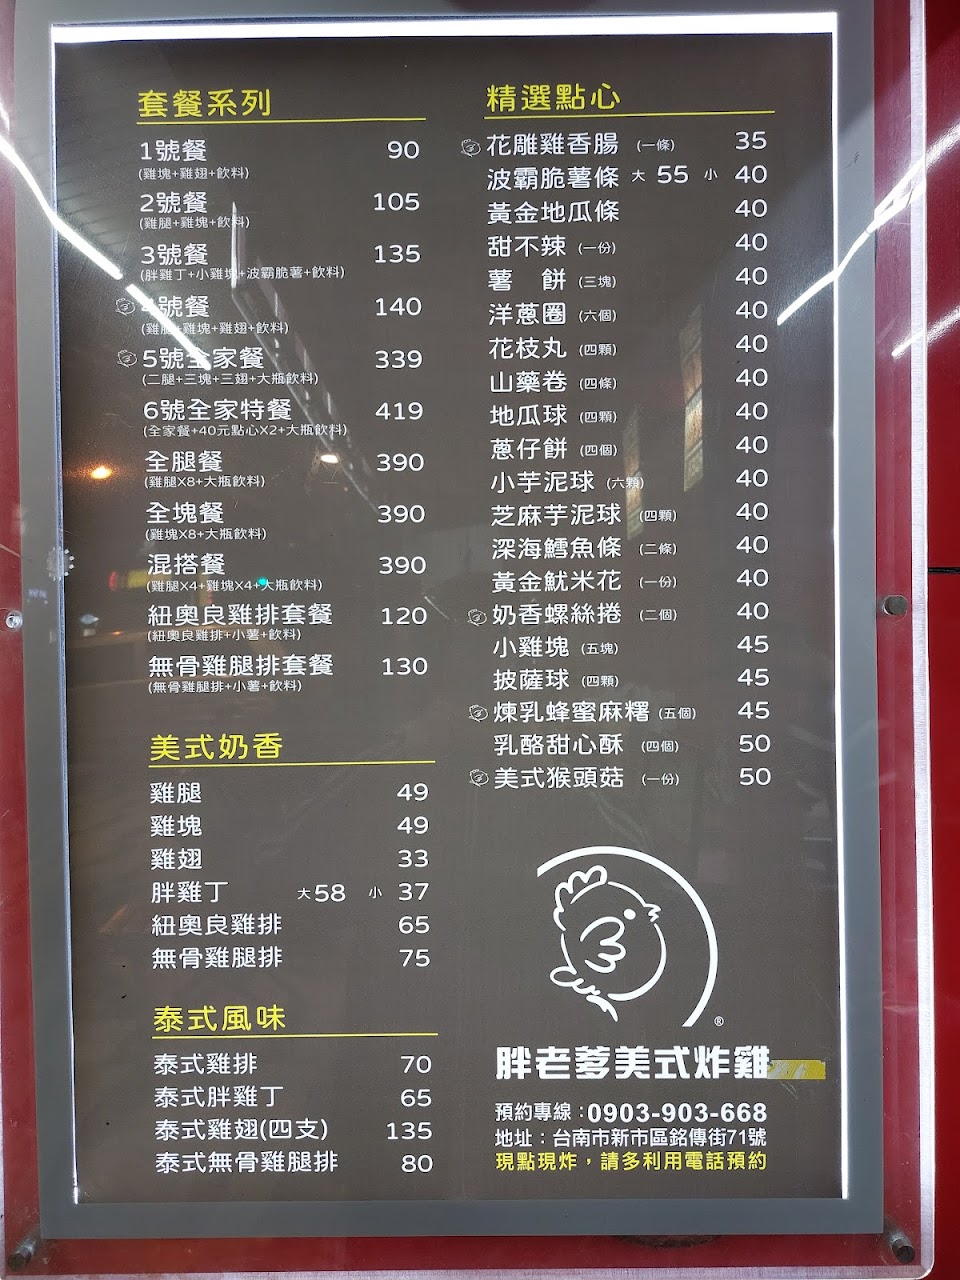 套餐系列
1號餐 90
(雞塊+雞翅+飲料)
2號餐 105
(雞腿+雞塊+飲料)
3號餐 135
(胖雞丁+小雞塊+波霸脆薯+飲料)
4號餐 140
(雞腿+雞塊+雞翅+飲料)
5號全家餐 339
(二腿+三塊+三翅+大瓶飲料)
6號全家特餐 419
(全家餐+40元點心X2+大瓶飲料)
全腿餐 390
(雞腿X8+大瓶飲料)
全塊餐 390
(雞塊X8+大瓶飲料)
混搭餐 390
(雞腿X4+雞塊X4+大瓶飲料)
紐奧良雞排套餐 120
(紐奧良雞排+小薯+飲料)
無骨雞腿排套餐 130
(無骨雞腿排+小薯+飲料)
美式奶香
雞腿 49
雞塊 49
雞翅 33
胖雞丁 大58 小 37
紐奧良雞排 65
無骨雞腿排 75
泰式風味
泰式雞排 70
泰式胖雞丁 65
泰式雞翅(四支) 135
泰式無骨雞腿排 80
精選點心
花雕雞香腸 (一條) 35
波霸脆薯條 大 55 小 40
黃金地瓜條 40
甜不辣 (一份) 40
薯 餅 (三塊) 40
洋蔥圈 (六個) 40
花枝丸 (四顆) 40
山藥卷 (四條) 40
地瓜球 (四顆) 40
蔥仔餅 (四個) 40
小芋泥球 (六顆) 40
芝麻芋泥球 (四顆) 40
深海鱈魚條 (二條) 40
黃金魷米花 (一份) 40
奶香螺絲捲 (二個) 40
小雞塊 (五塊) 45
披薩球 (四顆) 45
煉乳蜂蜜麻糬 (五個) 45
乳酪甜心酥 (四個) 50
美式猴頭菇 (一份) 50
®
胖老爹美式炸雞
預約專線：0903-903-668
地址：台南市新市區銘傳街71號
現點現炸，請多利用電話預約